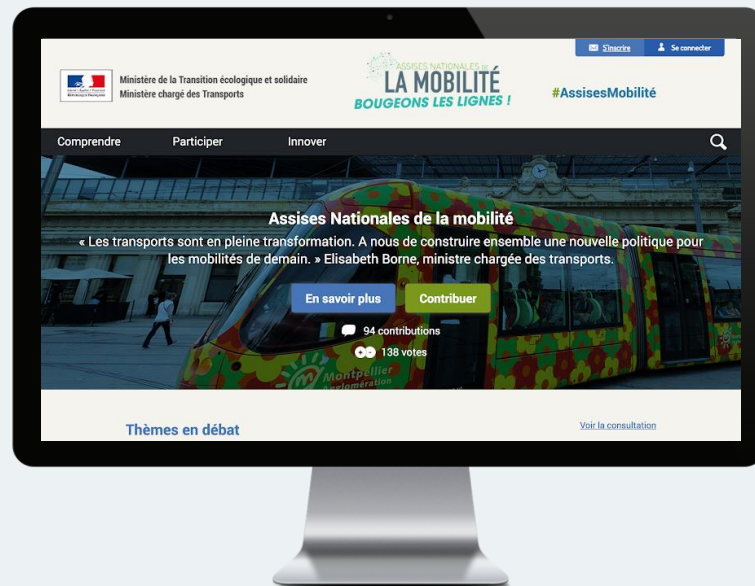 S'inscrire
Se connecter
Ministère de la Transition écologique et solidaire
Ministère chargé des Transports
ASSISES NATIONALES DE
LA MOBILITÉ
BOUGEONS LES LIGNES !
#AssisesMobilité
Comprendre
Participer
Innover
Assises Nationales de la mobilité
« Les transports sont en pleine transformation. A nous de construire ensemble une nouvelle politique pour
les mobilités de demain. » Elisabeth Borne, ministre chargée des transports.
En savoir plus
Contribuer
94 contributions
138 votes
Montpellier
Agglomération
Thèmes en débat
Voir la consultation